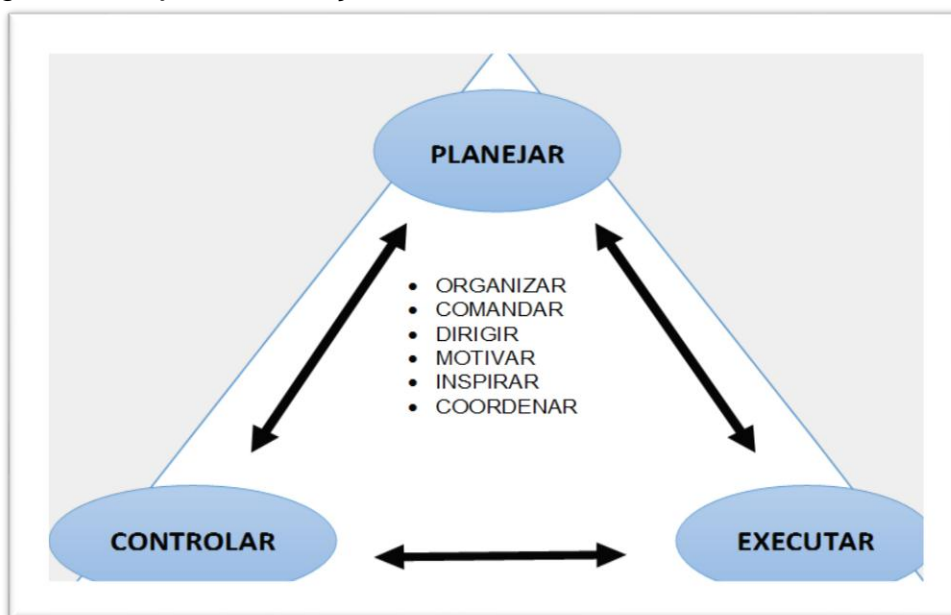 PLANEJAR
• ORGANIZAR
• COMANDAR
• DIRIGIR
• MOTIVAR
• INSPIRAR
• COORDENAR
CONTROLAR
EXECUTAR